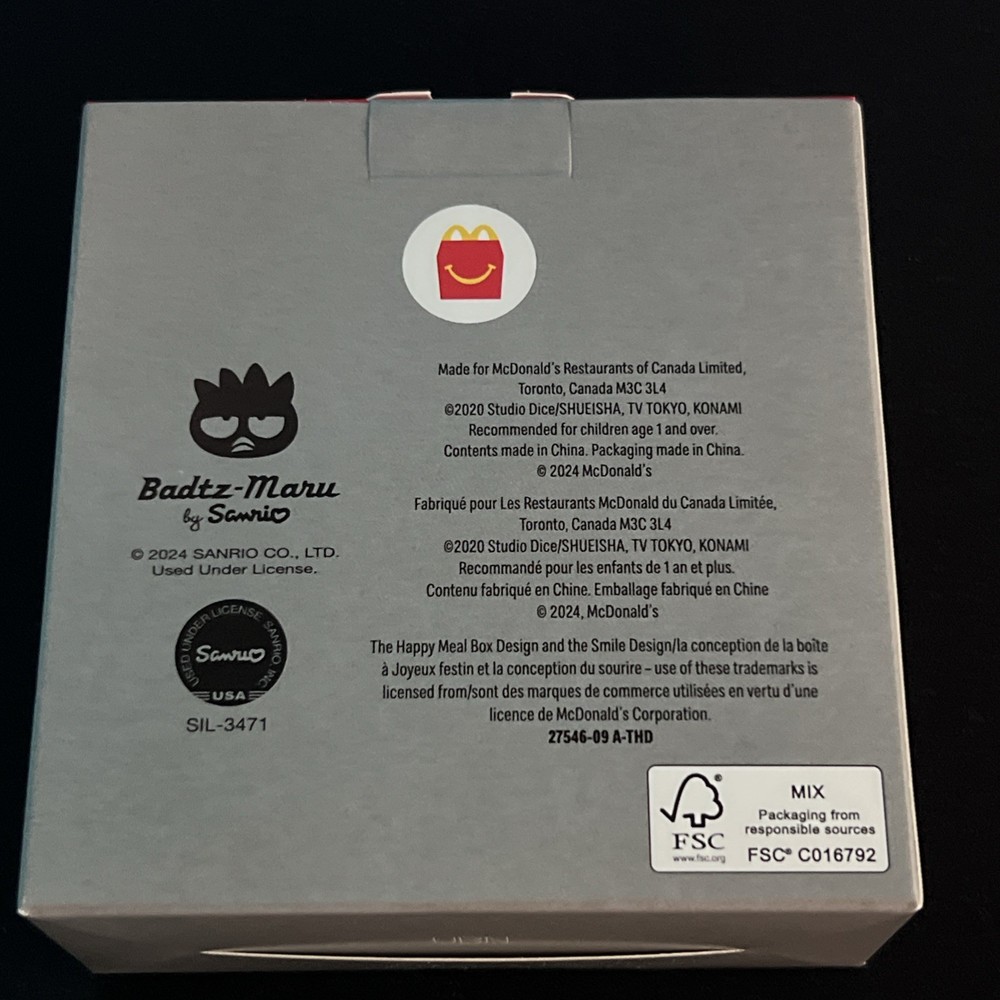 Made for McDonald's Restaurants of Canada Limited,
Toronto, Canada M3C 3L4
©2020 Studio Dice/SHUEISHA, TV TOKYO, KONAMI
Recommended for children age 1 and over.
Contents made in China. Packaging made in China.
© 2024 McDonald's
Fabriqué pour Les Restaurants McDonald du Canada Limitée,
Toronto, Canada M3C 3L4
©2020 Studio Dice/SHUEISHA, TV TOKYO, KONAMI
Recommandé pour les enfants de 1 an et plus.
Contenu fabriqué en Chine. Emballage fabriqué en Chine
© 2024, McDonald's
The Happy Meal Box Design and the Smile Design/la conception de la boîte
à Joyeux festin et la conception du sourire – use of these trademarks is
licensed from/sont des marques de commerce utilisées en vertu d'une
licence de McDonald's Corporation.
27546-09 A-THD
Badtz-Maru
by Sanrio
© 2024 SANRIO CO., LTD.
Used Under License.
USED UNDER LICENSE SANRIO, INC
Sanrio
USA
SIL-3471
FSC
www.fsc.org
MIX
Packaging from
responsible sources
FSC® C016792